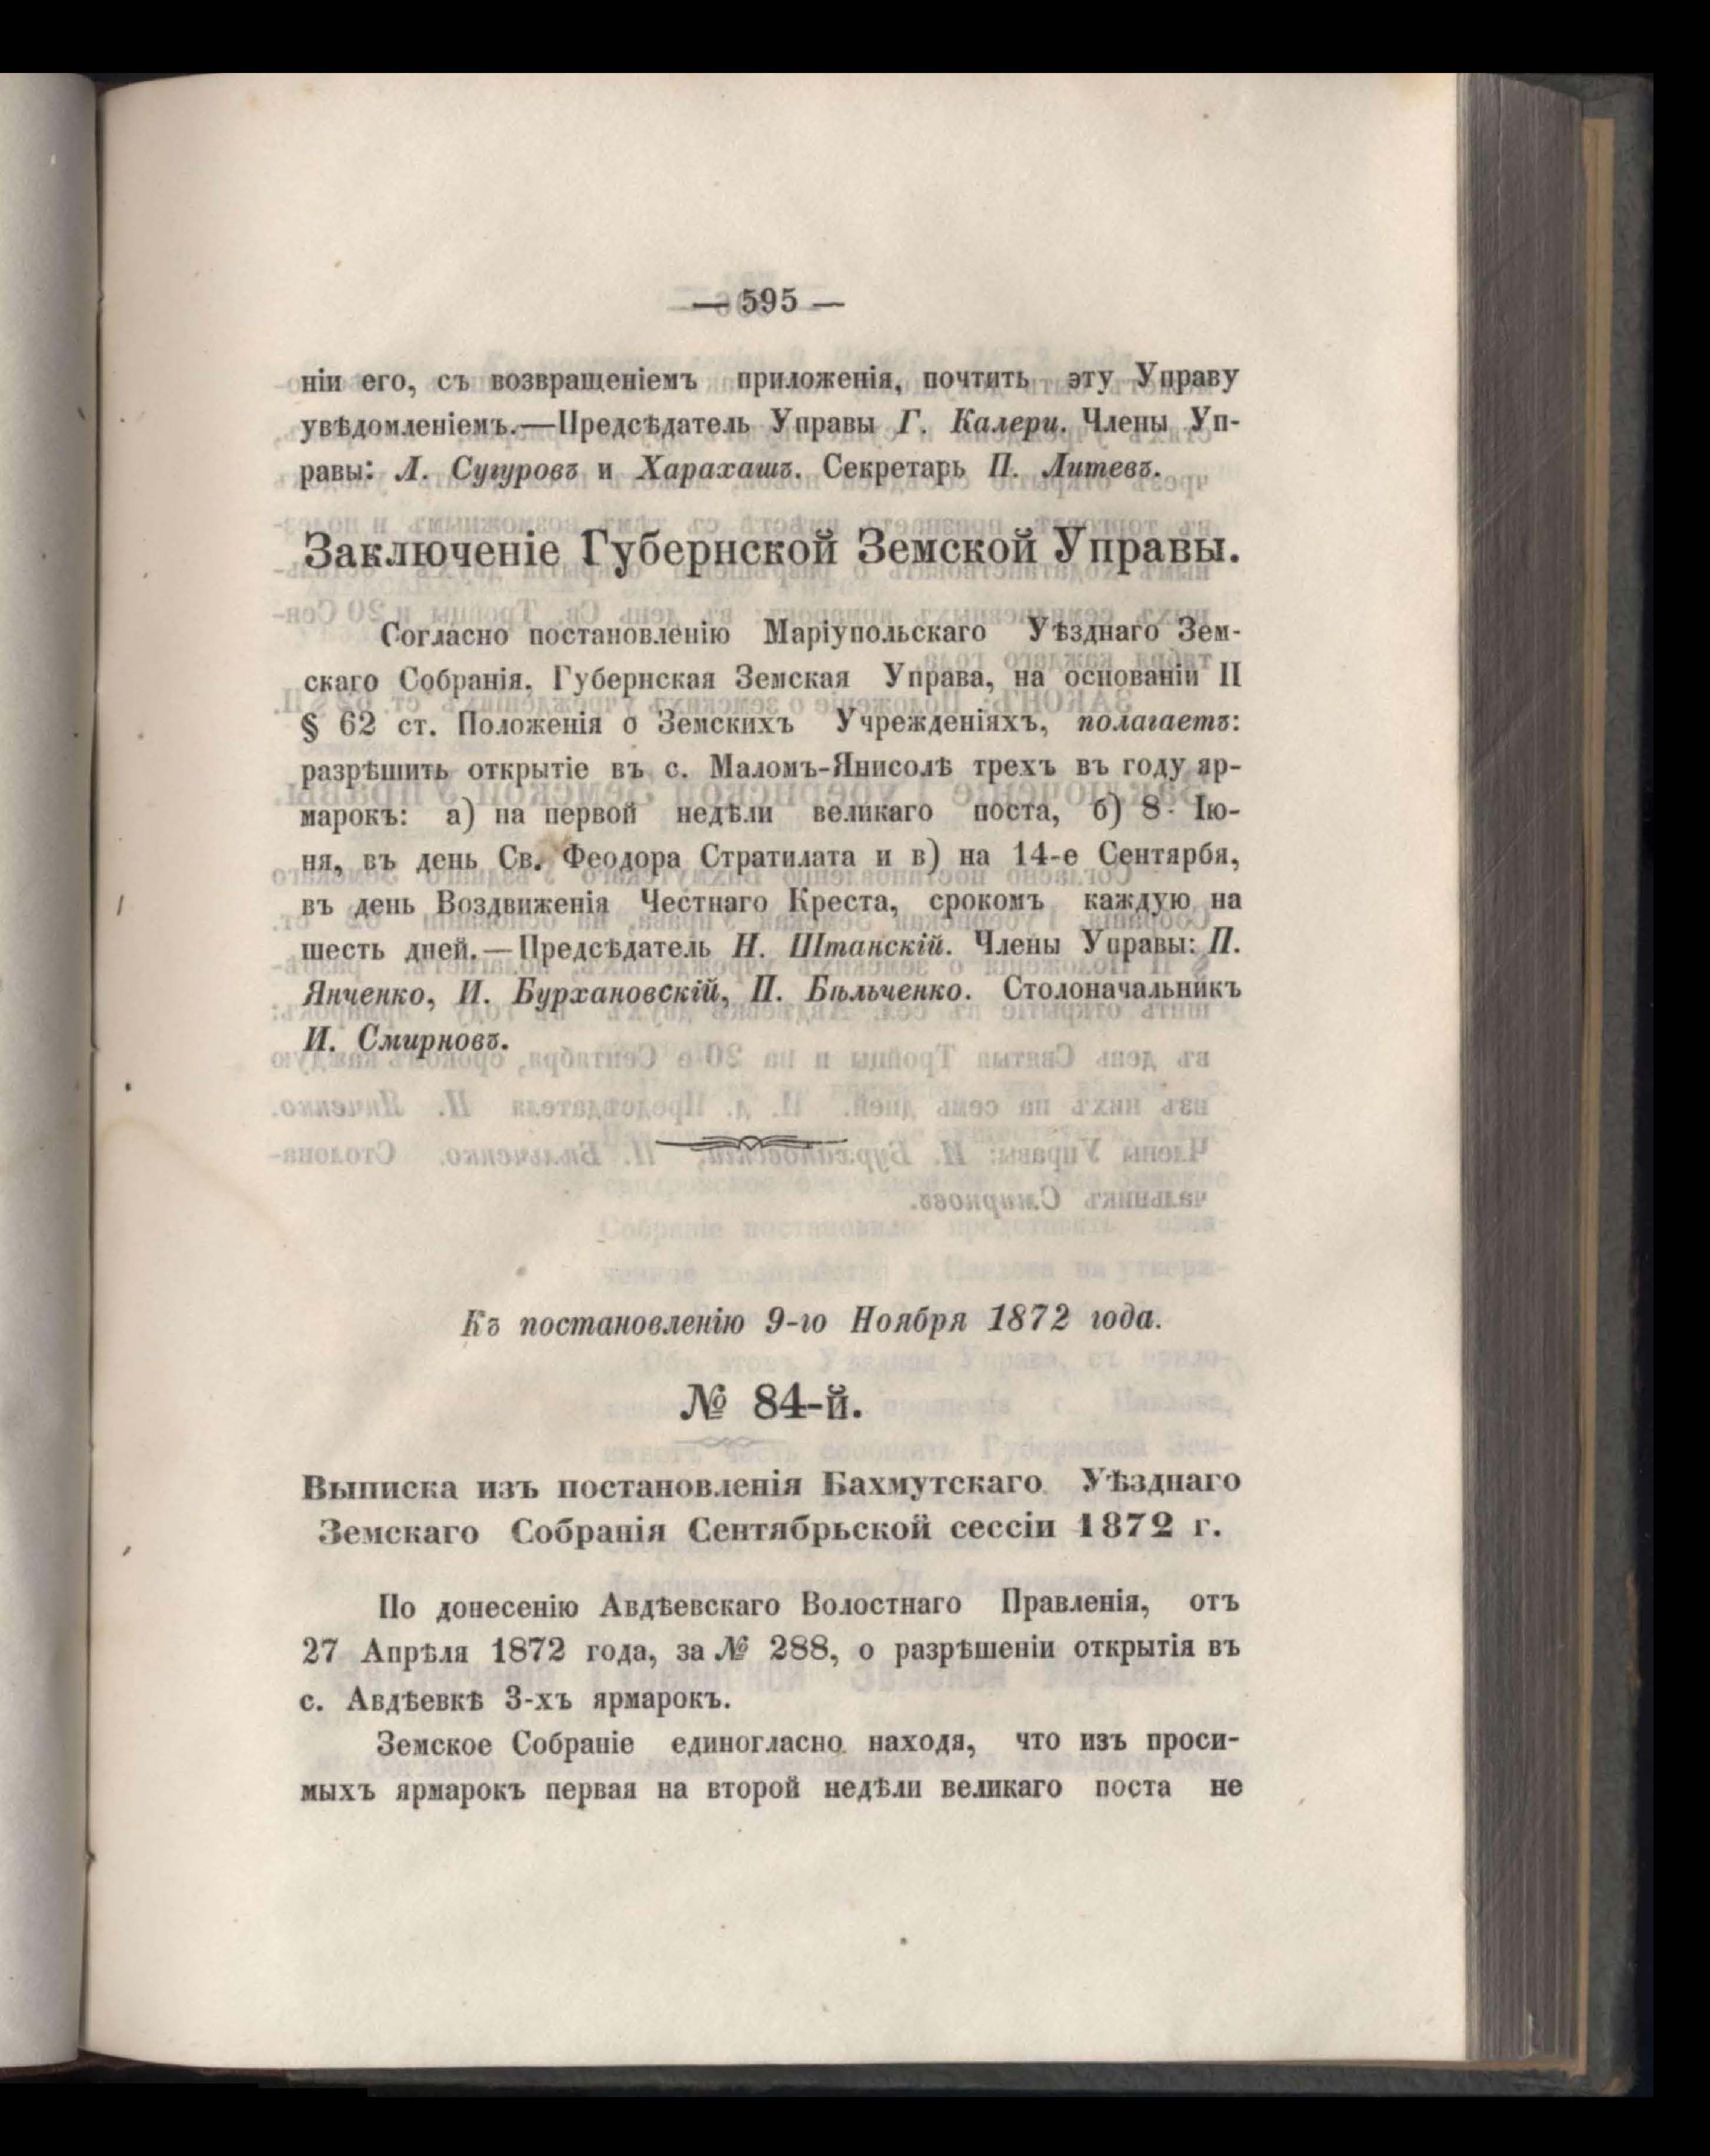 — 595 —
ніи его, съ возвращеніемъ приложенія, почтить эту Управу
увѣдомленіемъ.—Предсѣдатель Управы Г. Калери. Члены Уп-
равы: Л. Сугуровъ и Харахашъ. Секретарь П. Литевъ.
Заключеніе Губернской Земской Управы.
Согласно постановленію Маріупольскаго Уѣзднаго Зем-
скаго Собранія, Губернская Земская Управа, на основаніи II
§ 62 ст. Положенія о Земскихъ Учрежденіяхъ, полагаетъ:
разрѣшить открытіе въ с. Маломъ-Янисолѣ трехъ въ году яр-
марокъ: а) на первой недѣли великаго поста, б) 8- Ію-
ня, въ день Св. Феодора Стратилата и в) на 14-е Сентярбя,
въ день Воздвиженія Честнаго Креста, срокомъ каждую на
шесть дней.—Предсѣдатель Н. Штанскій. Члены Управы: П.
Янченко, И. Бурхановскій, П. Бѣльченко. Столоначальникъ
И. Смирновъ.
Къ постановленію 9-го Ноября 1872 года.
№ 84-й.
Выписка изъ постановленія Бахмутскаго Уѣзднаго
Земскаго Собранія Сентябрьской сессіи 1872 г.
По донесенію Авдѣевскаго Волостнаго Правленія, отъ
27 Апрѣля 1872 года, за № 288, о разрѣшеніи открытія въ
с. Авдѣевкѣ 3-хъ ярмарокъ.
Земское Собраніе единогласно находя, что изъ проси-
мыхъ ярмарокъ первая на второй недѣли великаго поста не